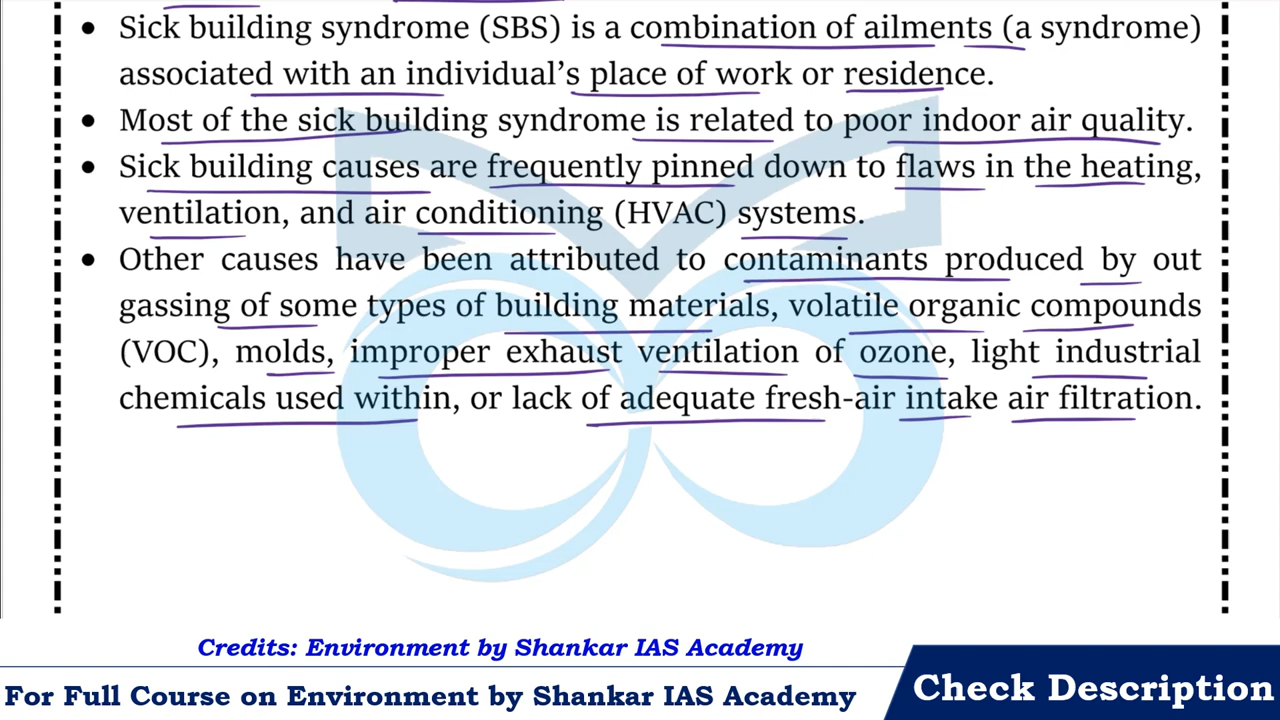 • Sick building syndrome (SBS) is a combination of ailments (a syndrome)
associated with an individual's place of work or residence.
• Most of the sick building syndrome is related to poor indoor air quality.
• Sick building causes are frequently pinned down to flaws in the heating,
ventilation, and air conditioning (HVAC) systems.
• Other causes have been attributed to contaminants produced by out
gassing of some types of building materials, volatile organic compounds
(VOC), molds, improper exhaust ventilation of ozone, light industrial
chemicals used within, or lack of adequate fresh-air intake air filtration.
Credits: Environment by Shankar IAS Academy
For Full Course on Environment by Shankar IAS Academy
Check Description